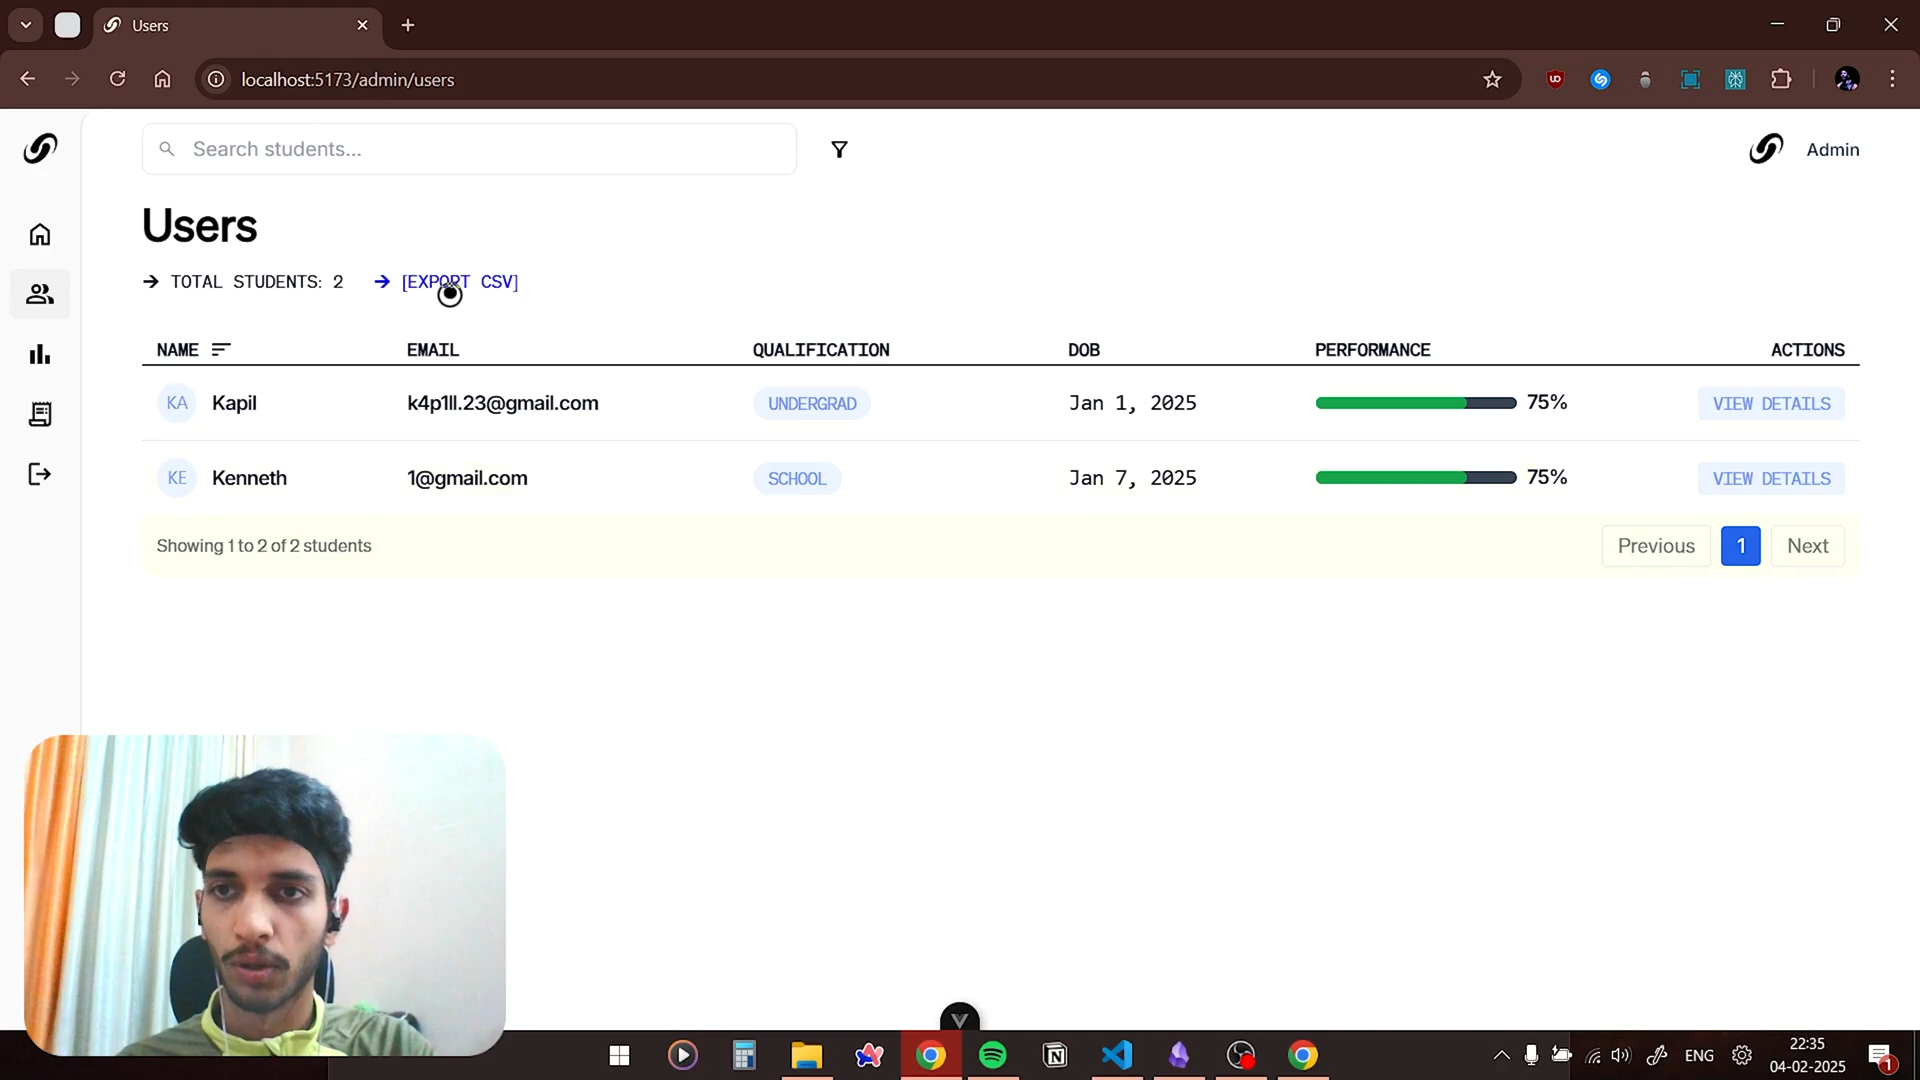 Users
localhost:5173/admin/users
Search students...
Admin
Users
→ TOTAL STUDENTS: 2 → [EXPORT CSV]
NAME EMAIL QUALIFICATION DOB PERFORMANCE ACTIONS
KA Kapil k4p1ll.23@gmail.com UNDERGRAD Jan 1, 2025 75% VIEW DETAILS
KE Kenneth 1@gmail.com SCHOOL Jan 7, 2025 75% VIEW DETAILS
Showing 1 to 2 of 2 students Previous 1 Next
ENG 22:35
04-02-2025 1